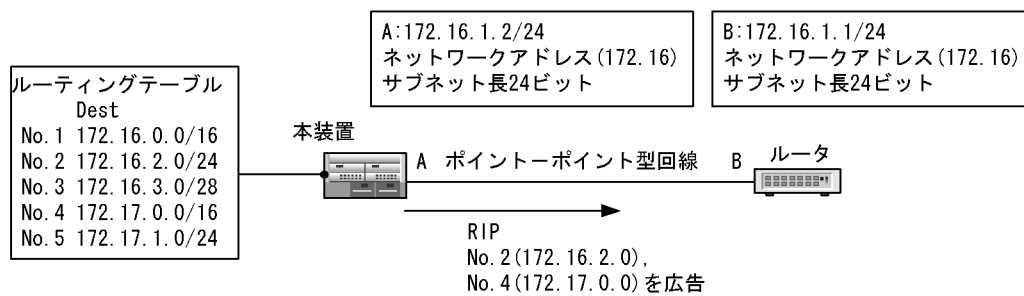 A:172.16.1.2/24
ネットワークアドレス(172.16)
サブネット長24ビット
B:172.16.1.1/24
ネットワークアドレス(172.16)
サブネット長24ビット
ルーティングテーブル
Dest
No.1 172.16.0.0/16
No.2 172.16.2.0/24
No.3 172.16.3.0/28
No.4 172.17.0.0/16
No.5 172.17.1.0/24
本装置
A ポイントーポイント型回線 B
ルータ
RIP
No.2(172.16.2.0),
No.4(172.17.0.0)を広告